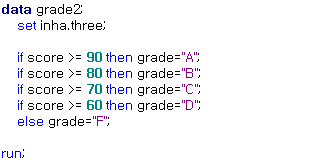 data grade2;
set inha.three;
if score >= 90 then grade="A";
if score >= 80 then grade="B";
if score >= 70 then grade="C";
if score >= 60 then grade="D";
else grade="F";
run;